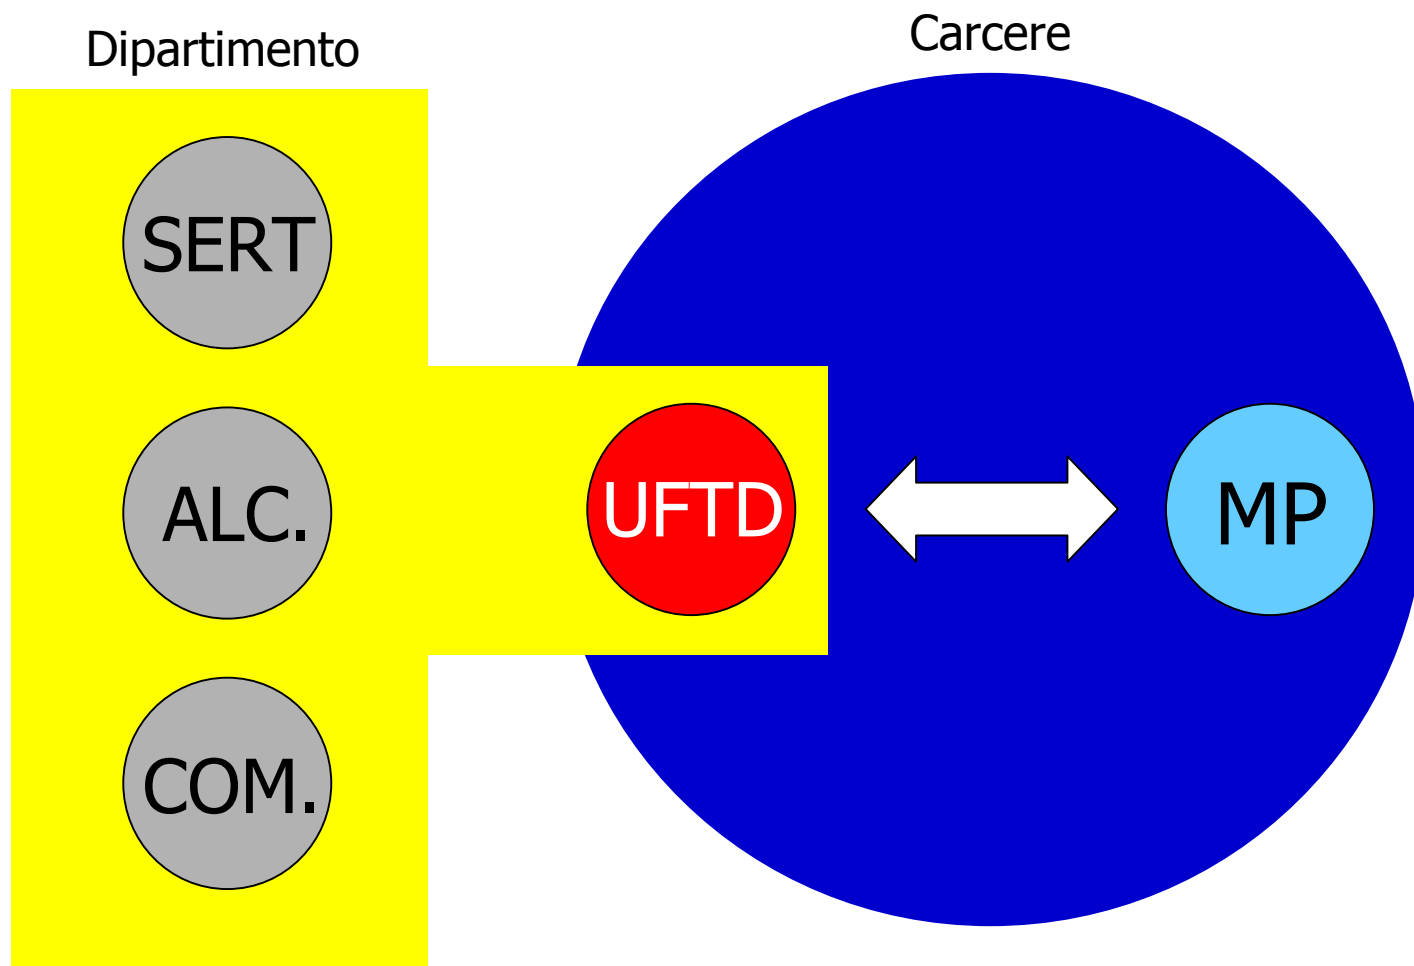 Dipartimento
Carcere
SERT
ALC.
COM.
UFTD
MP